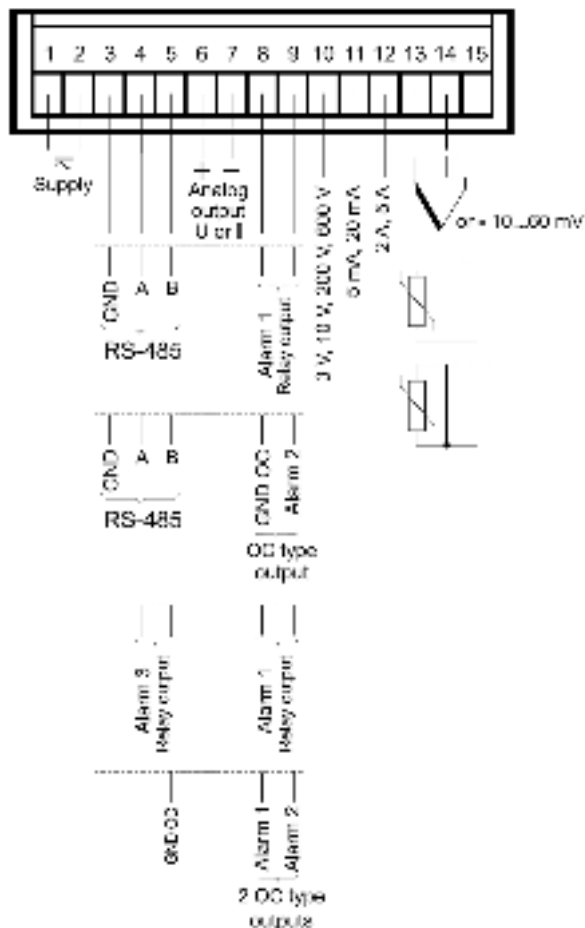 1 2 3 4 5 6 7 8 9 10 11 12 13 14 15
Supply
Analog
output
U or I
or = 10...60 mV
3 V, 10 V, 200 V, 600 V
5 mA, 20 mA
2 A, 5 A
GND
A
B
RS-485
Alarm 1
Relay output
GND
A
B
RS-485
GND OC
Alarm 2
OC type
output
Alarm
Relay output
Alarm 1
Relay output
GND OC
Alarm 1
Alarm 2
2 OC type
outputs